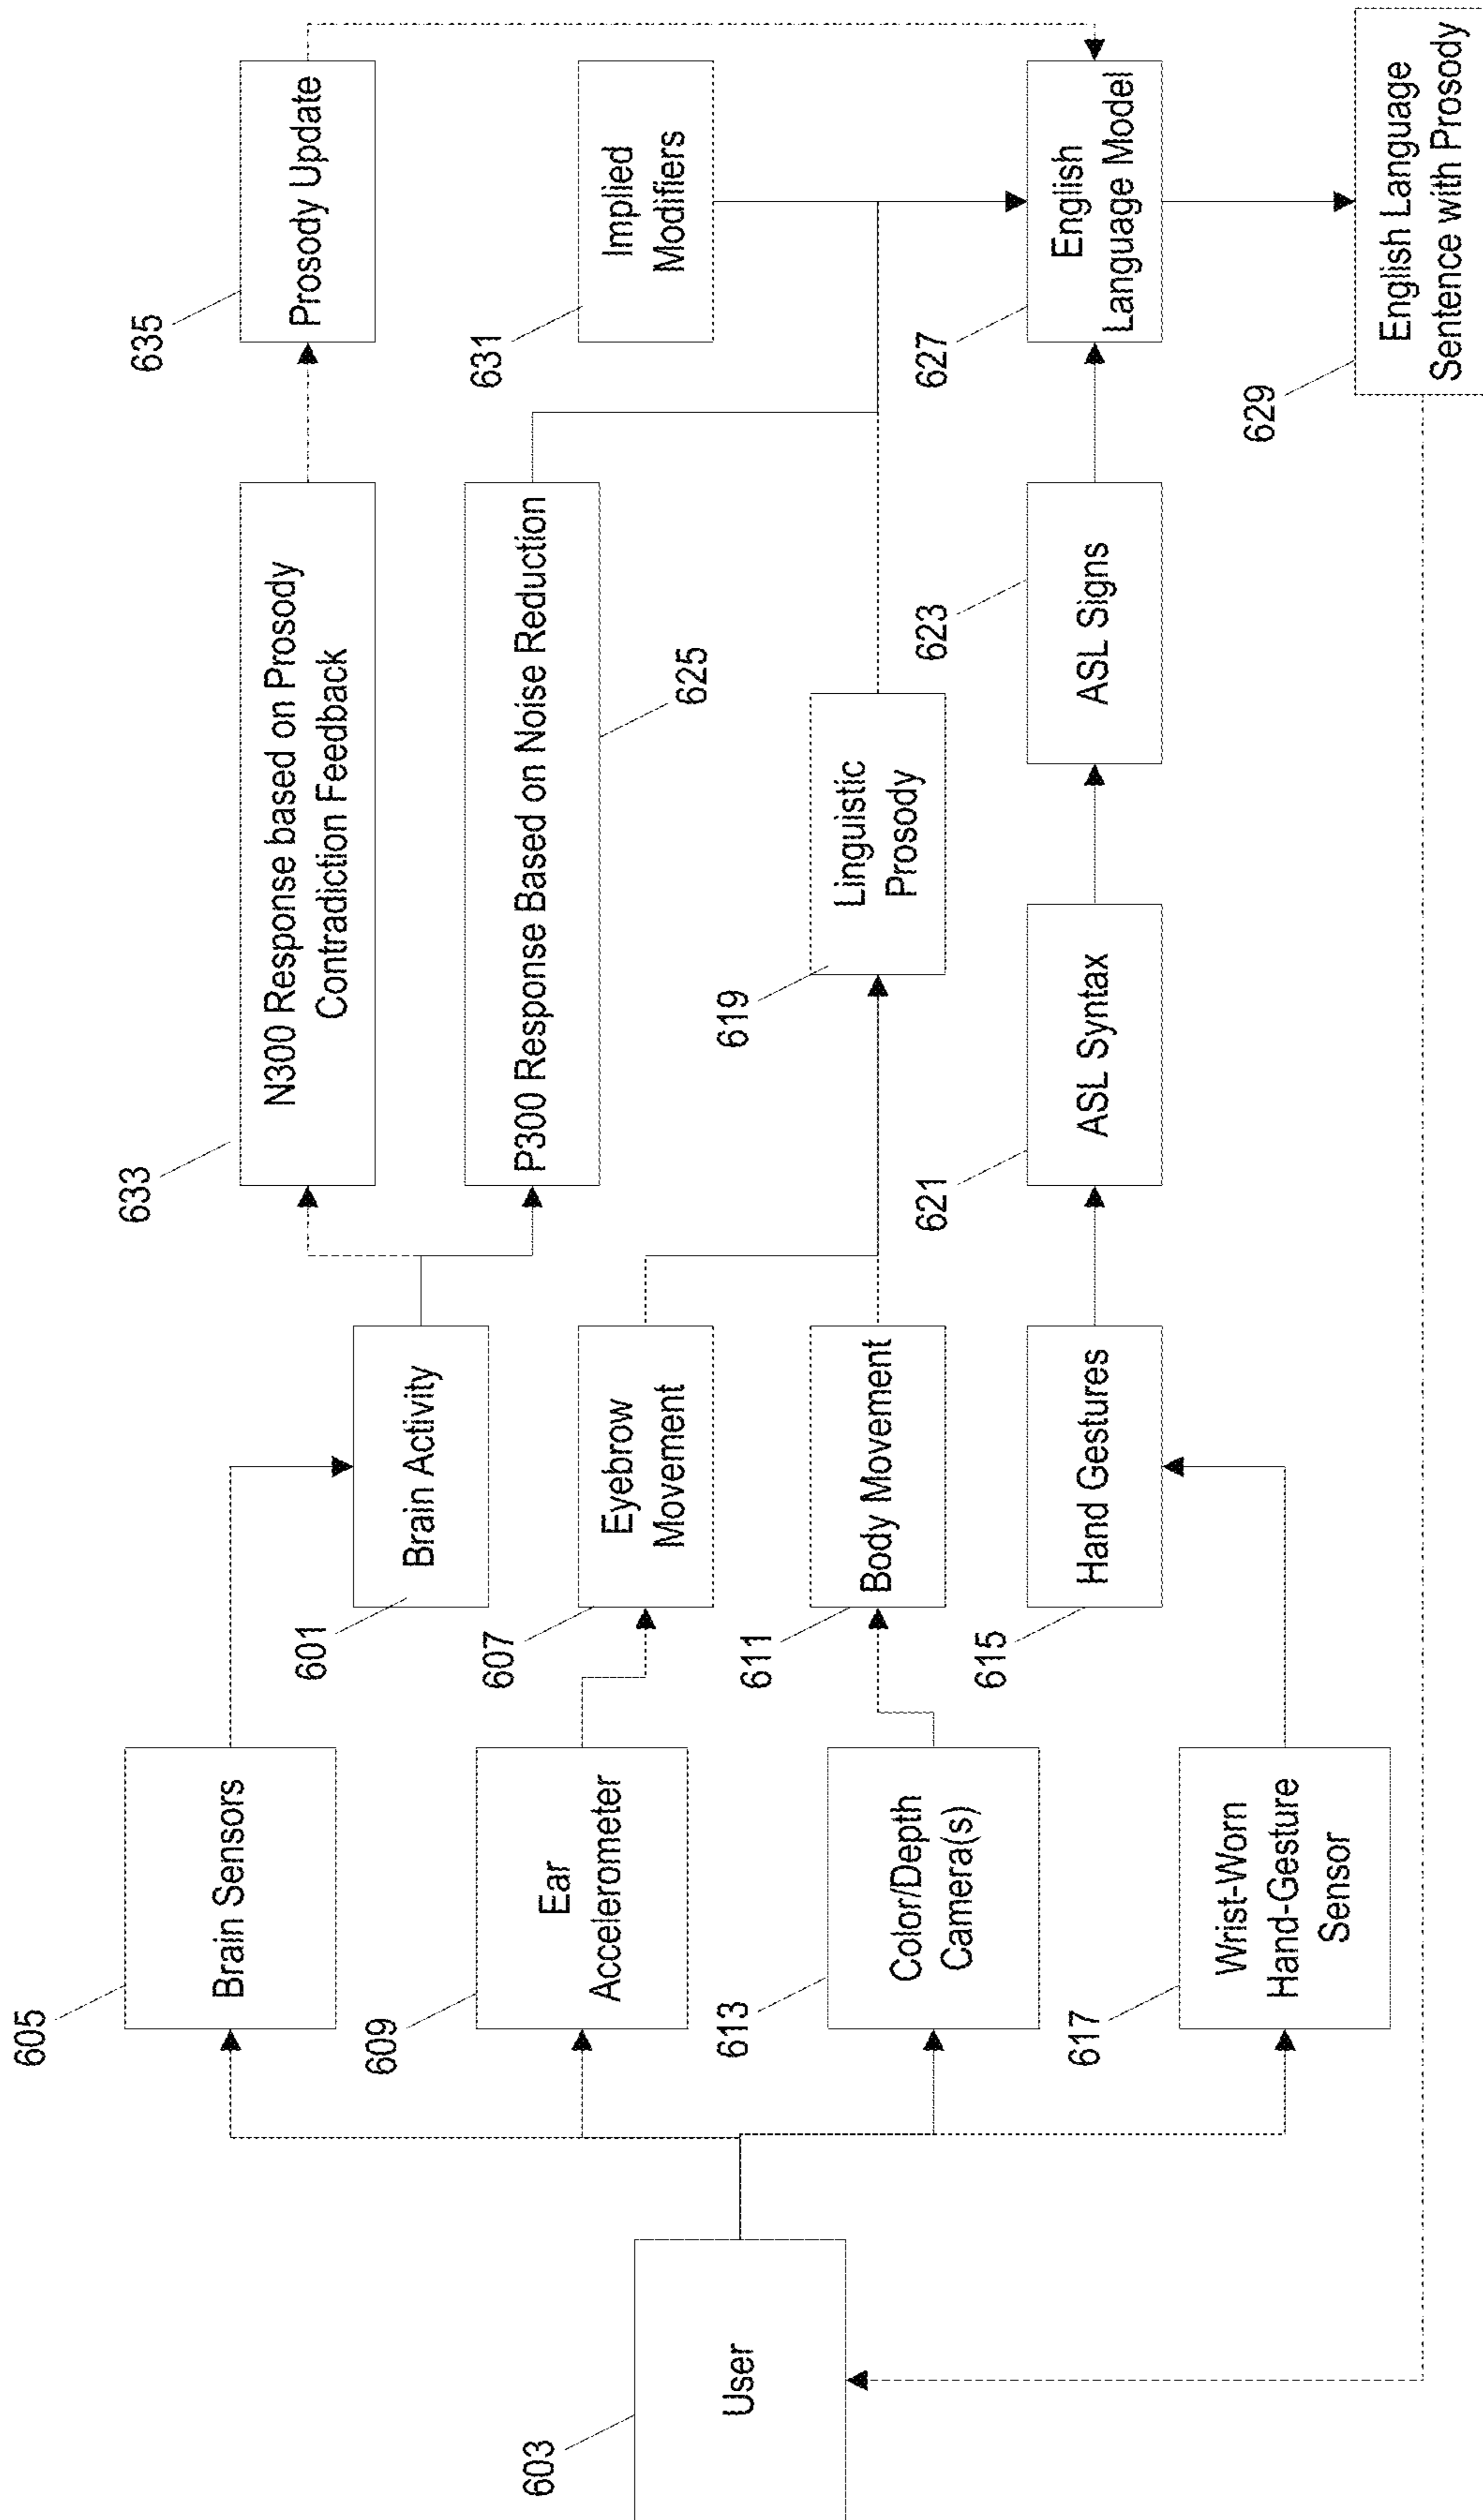 603
User
605
Brain Sensors
609
Ear
Accelerometer
613
Color/Depth
Camera(s)
617
Wrist-Worn
Hand-Gesture
Sensor
601
Brain Activity
607
Eyebrow
Movement
611
Body Movement
615
Hand Gestures
633
N300 Response based on Prosody
Contradiction Feedback
P300 Response Based on Noise Reduction
625
619
Linguistic
Prosody
621
ASL Syntax
623
ASL Signs
635
Prosody Update
631
Implied
Modifiers
627
English
Language Model
629
English Language
Sentence with Prosody